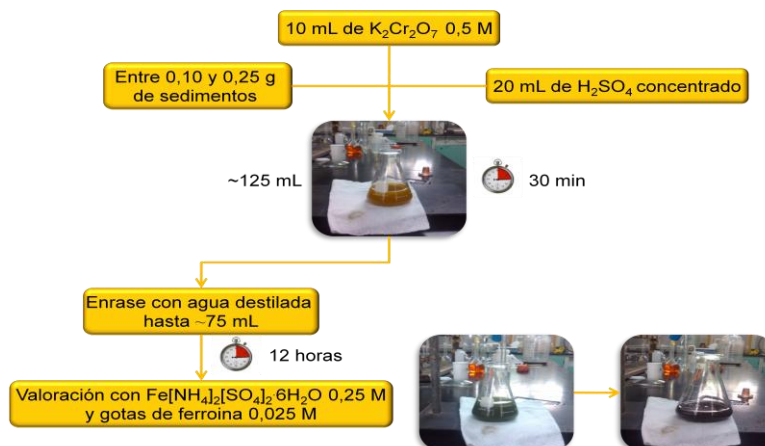 10 mL de K₂Cr₂O₇ 0,5 M
Entre 0,10 y 0,25 g
de sedimentos
20 mL de H₂SO₄ concentrado
~125 mL
30 min
Enrase con agua destilada
hasta ~75 mL
12 horas
Valoración con Fe[NH₄]₂[SO₄]₂·6H₂O 0,25 M
y gotas de ferroina 0,025 M